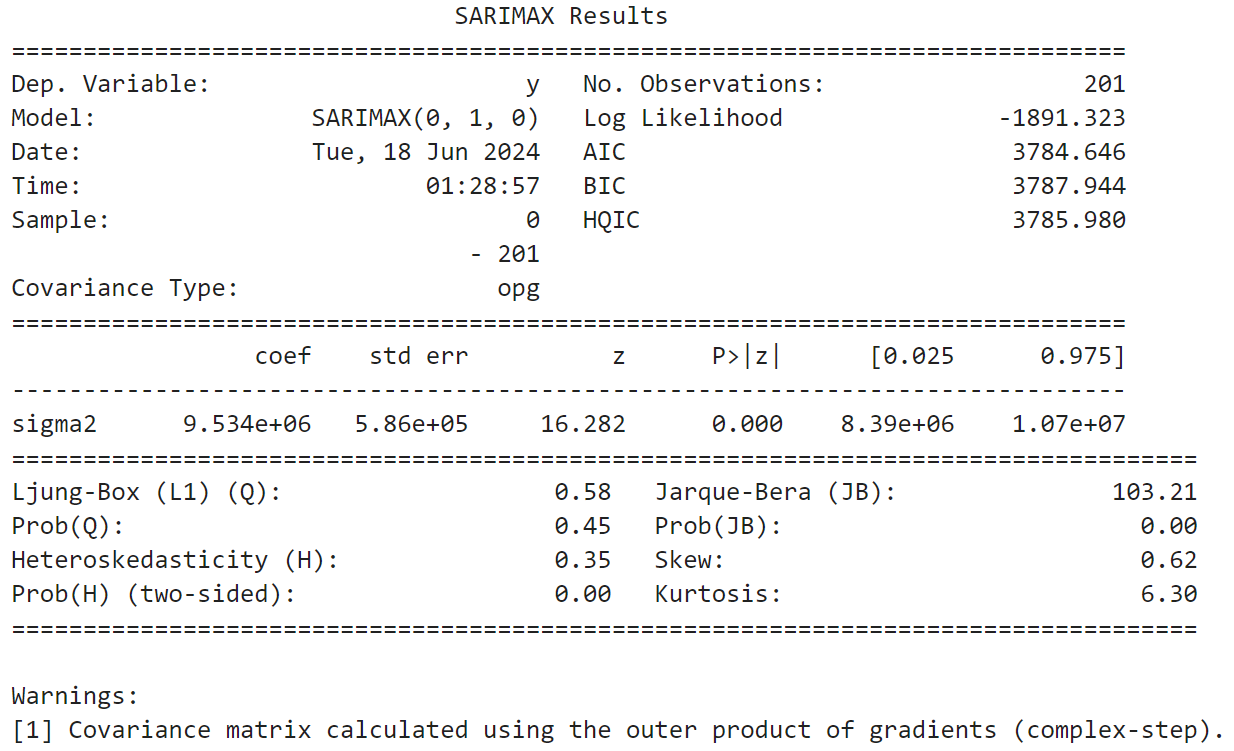 SARIMAX Results
==============================================================================
Dep. Variable:                      y   No. Observations:                  201
Model:               SARIMAX(0, 1, 0)   Log Likelihood               -1891.323
Date:                Tue, 18 Jun 2024   AIC                           3784.646
Time:                        01:28:57   BIC                           3787.944
Sample:                             0   HQIC                          3785.980
                                - 201
Covariance Type:                  opg
==============================================================================
                 coef    std err          z      P>|z|      [0.025      0.975]
------------------------------------------------------------------------------
sigma2      9.534e+06   5.86e+05     16.282      0.000    8.39e+06    1.07e+07
===================================================================================
Ljung-Box (L1) (Q):                   0.58   Jarque-Bera (JB):               103.21
Prob(Q):                              0.45   Prob(JB):                         0.00
Heteroskedasticity (H):               0.35   Skew:                             0.62
Prob(H) (two-sided):                  0.00   Kurtosis:                         6.30
===================================================================================

Warnings:
[1] Covariance matrix calculated using the outer product of gradients (complex-step).